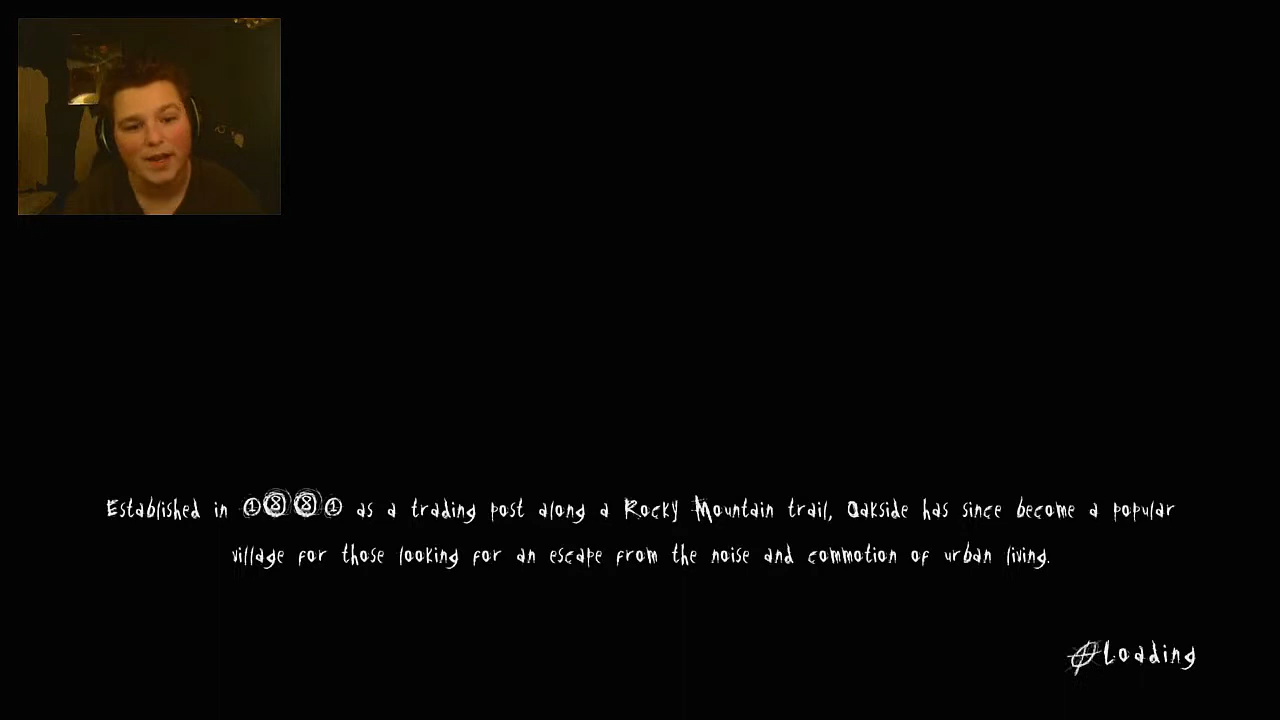 Established in 1881 as a trading post along a Rocky Mountain trail, Oakside has since become a popular
village for those looking for an escape from the noise and commotion of urban living.
Loading